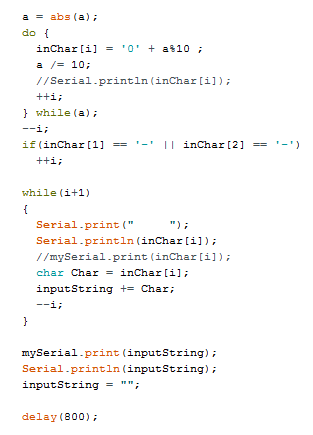 a = abs(a);
do {
  inChar[i] = '0' + a%10 ;
  a /= 10;
  //Serial.println(inChar[i]);
  ++i;
} while(a);
--i;
if(inChar[1] == '-' || inChar[2] == '-')
  ++i;

while(i+1)
{
  Serial.print("     ");
  Serial.println(inChar[i]);
  //mySerial.print(inChar[i]);
  char Char = inChar[i];
  inputString += Char;
  --i;
}

mySerial.print(inputString);
Serial.println(inputString);
inputString = "";

delay(800);